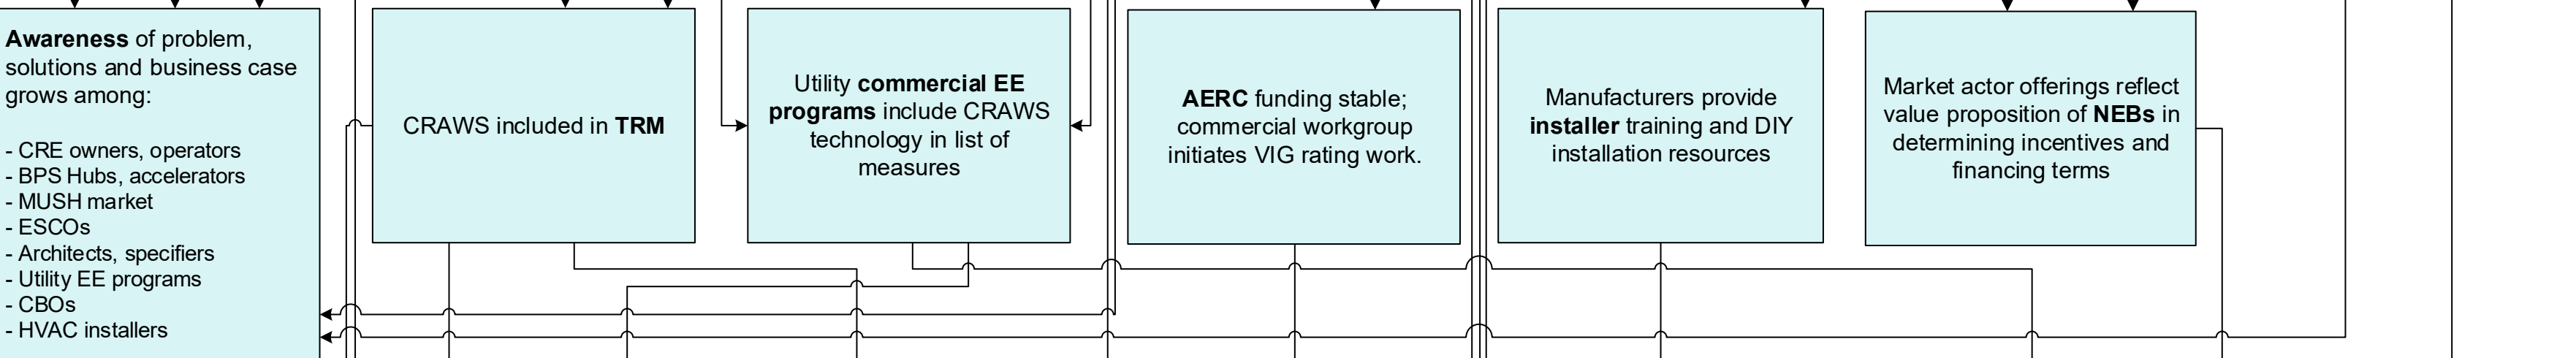 Awareness of problem,
solutions and business case
grows among:
- CRE owners, operators
- BPS Hubs, accelerators
- MUSH market
- ESCOs
- Architects, specifiers
- Utility EE programs
- CBOs
- HVAC installers
CRAWS included in TRM
Utility commercial EE
programs include CRAWS
technology in list of
measures
AERC funding stable;
commercial workgroup
initiates VIG rating work.
Manufacturers provide
installer training and DIY
installation resources
Market actor offerings reflect
value proposition of NEBs in
determining incentives and
financing terms